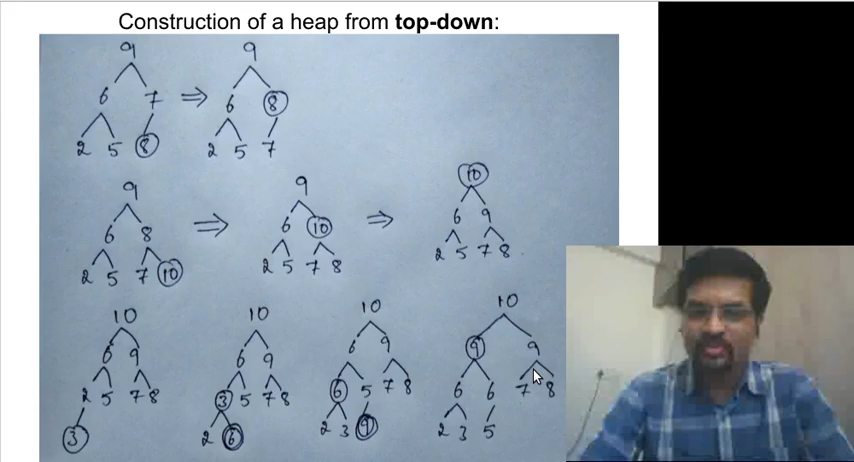 Construction of a heap from top-down:
9 9
6 7 ⇒ 6 8
2 5 8 2 5 7
10
9 9
6 8 ⇒ 6 10 ⇒ 6 9
2 5 7 10 2 5 7 8 2 5 7 8
10 10 10 10
6 9 6 9 6 9 9 9
2 5 7 8 3 5 7 8 6 5 7 8 6 6 7 8
3 2 6 2 3 9 2 3 5